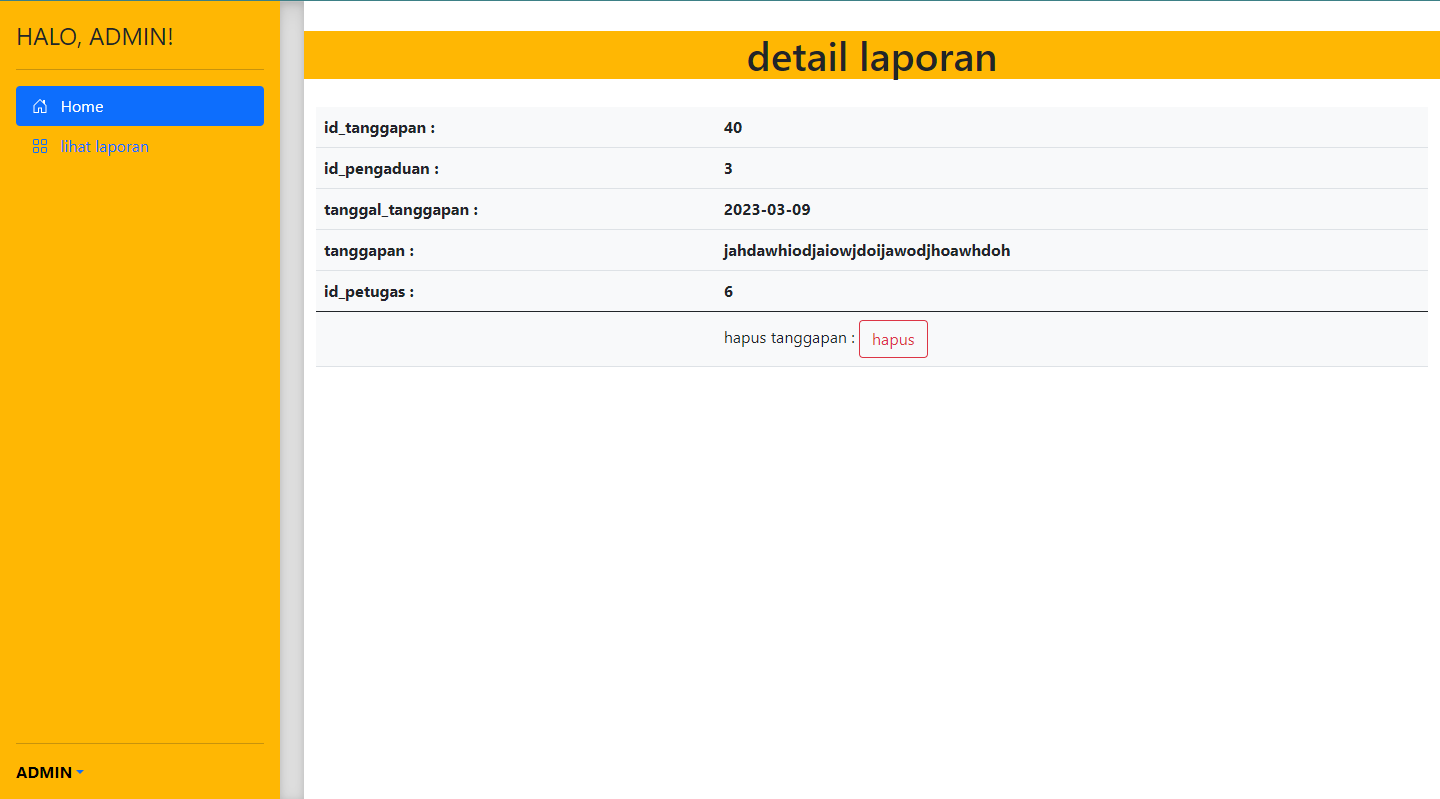 HALO, ADMIN!
Home
lihat laporan
ADMIN
detail laporan
id_tanggapan : 40
id_pengaduan : 3
tanggal_tanggapan : 2023-03-09
tanggapan : jahdawhiodjaiowjdoijawodjhoawhdoh
id_petugas : 6
hapus tanggapan : hapus